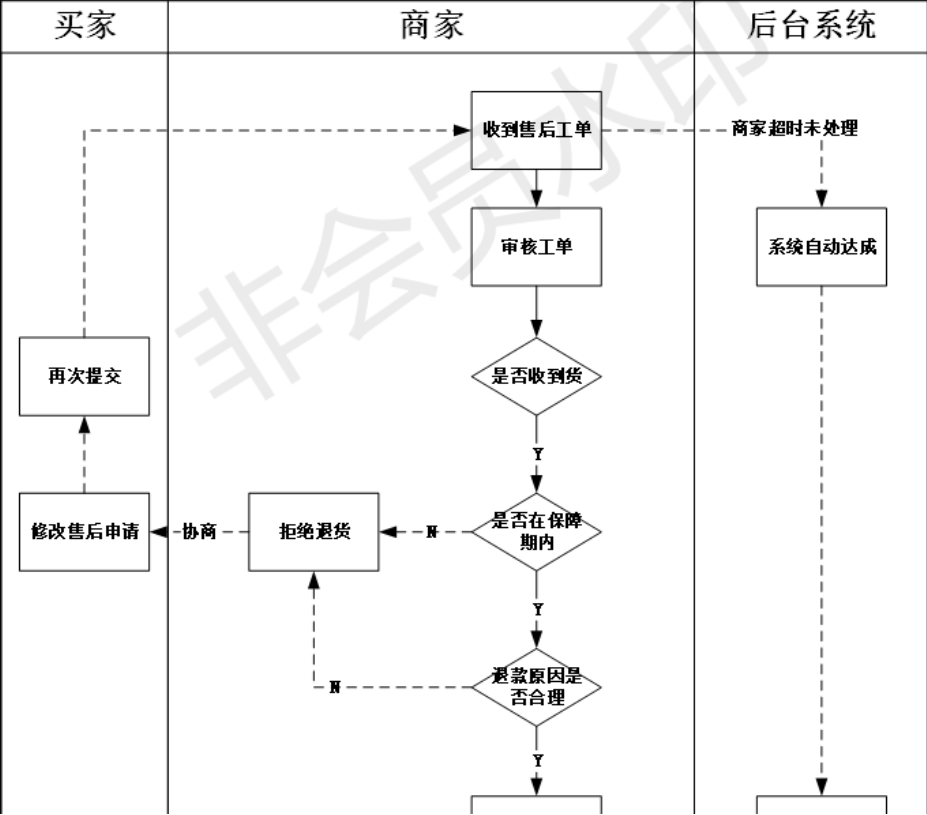 买家
商家
后台系统
收到售后工单
商家超时未处理
审核工单
系统自动达成
是否收到货
再次提交
Y
修改售后申请
协商
拒绝退货
N
是否在保障
期内
Y
退款原因是
否合理
N
Y
非会员水印